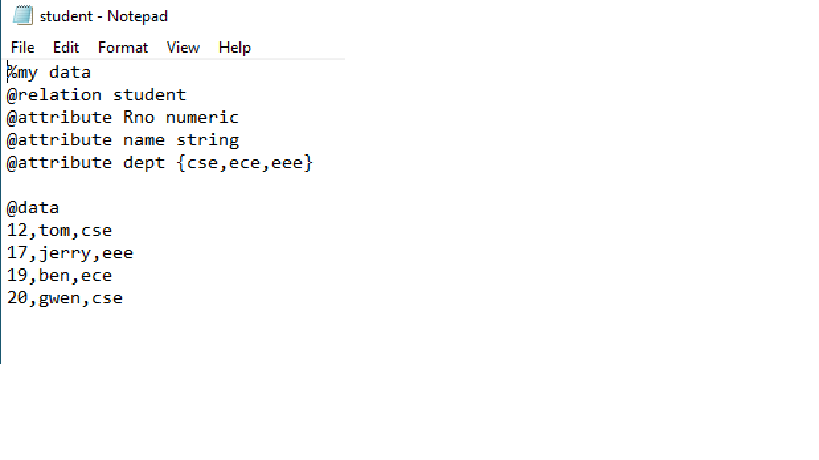 student - Notepad
File Edit Format View Help
%my data
@relation student
@attribute Rno numeric
@attribute name string
@attribute dept {cse,ece,eee}
@data
12,tom,cse
17,jerry,eee
19,ben,ece
20,gwen,cse